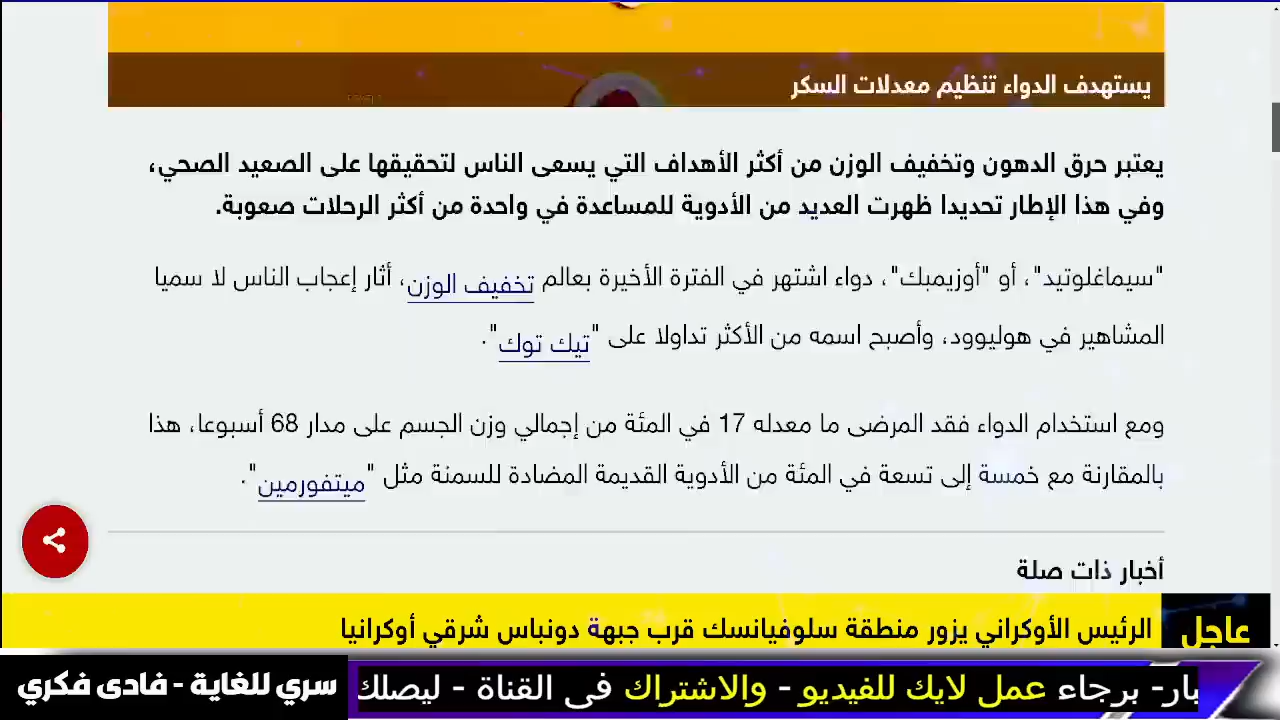 يستهدف الدواء تنظيم معدلات السكر
يعتبر حرق الدهون وتخفيف الوزن من أكثر الأهداف التي يسعى الناس لتحقيقها على الصعيد الصحي،
وفي هذا الإطار تحديدا ظهرت العديد من الأدوية للمساعدة في واحدة من أكثر الرحلات صعوبة.
"سيماغلوتيد"، أو "أوزيمبك"، دواء اشتهر في الفترة الأخيرة بعالم تخفيف الوزن، أثار إعجاب الناس لا سميا
المشاهير في هوليوود، وأصبح اسمه من الأكثر تداولا على "تيك توك".
ومع استخدام الدواء فقد المرضى ما معدله 17 في المئة من إجمالي وزن الجسم على مدار 68 أسبوعا، هذا
بالمقارنة مع خمسة إلى تسعة في المئة من الأدوية القديمة المضادة للسمنة مثل "ميتفورمين".
أخبار ذات صلة
عاجل الرئيس الأوكراني يزور منطقة سلوفيانسك قرب جبهة دونباس شرقي أوكرانيا
بار- برجاء عمل لايك للفيديو - والاشتراك فى القناة - ليصلك
سري للغاية - فادى فكري